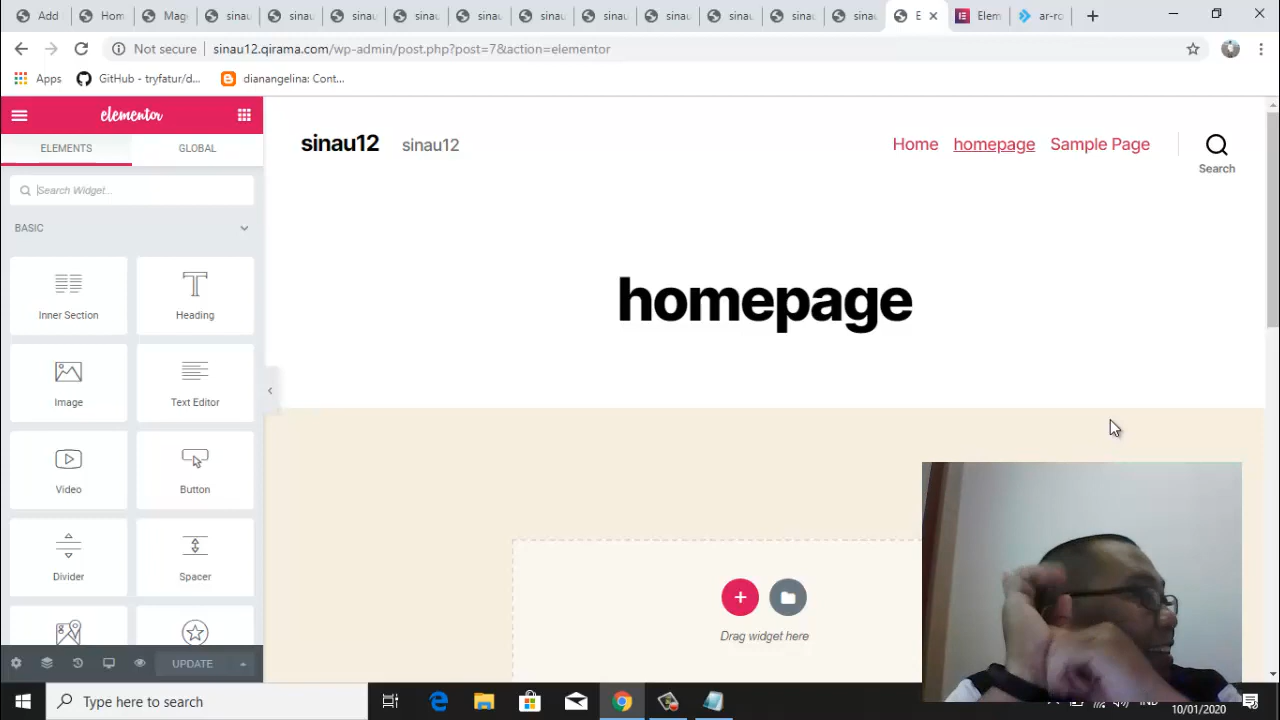 Add
Hom
Mag
sinau
sinau
sinau
sinau
sinau
sinau
sinau
sinau
sinau
sinau
sinau
E
Elem
ar-ro
Not secure
sinau12.qirama.com/wp-admin/post.php?post=7&action=elementor
Apps
GitHub - tryfatur/d...
dianangelina: Cont...
elementor
ELEMENTS
GLOBAL
Search Widget...
BASIC
Inner Section
Heading
Image
Text Editor
Video
Button
Divider
Spacer
UPDATE
sinau12
sinau12
Home
homepage
Sample Page
Search
homepage
Drag widget here
Type here to search
10/01/2020